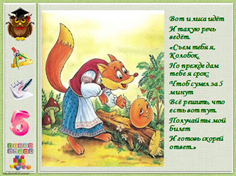 Вот и лиса идёт
И такую речь
ведёт.
«Съем тебя я,
Колобок,
Но прежде дам
тебе я срок:
Чтоб сумел за 5
минут
Всё решать, что
есть вот тут.
Получай ты мой
билет
И готовь скорей
ответ.»